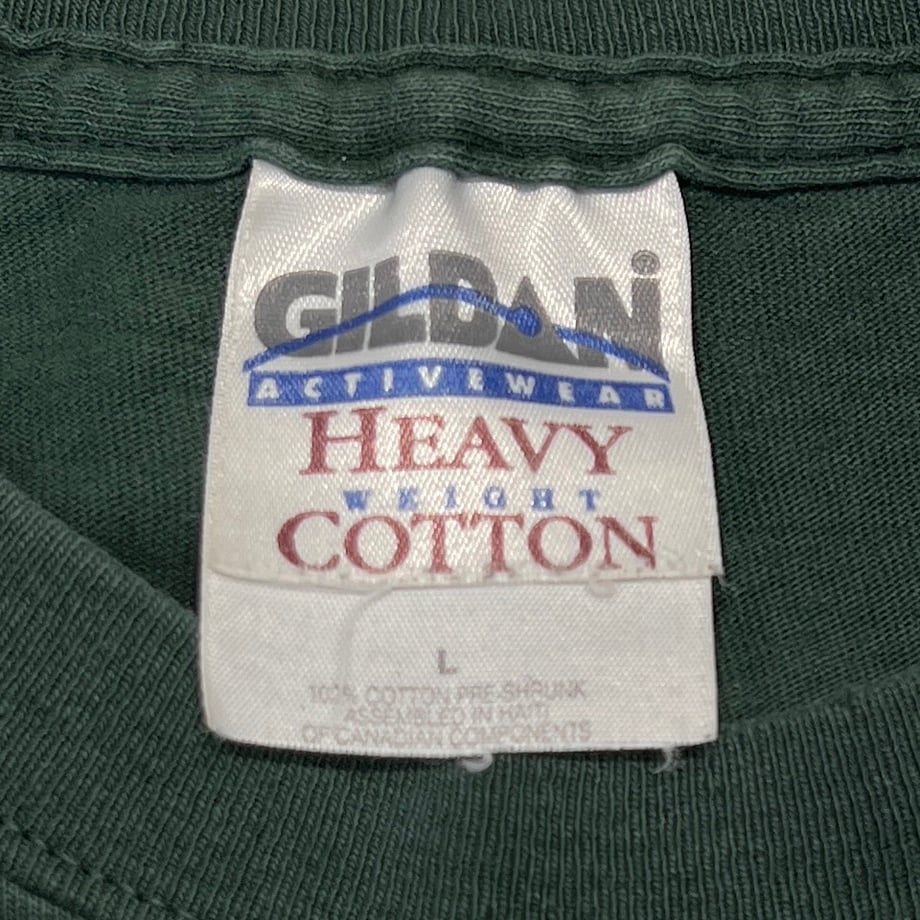 GILDAN®
ACTIVEWEAR
HEAVY
WEIGHT
COTTON
L
100% COTTON PRE-SHRUNK
ASSEMBLED IN HAITI
OF CANADIAN COMPONENTS